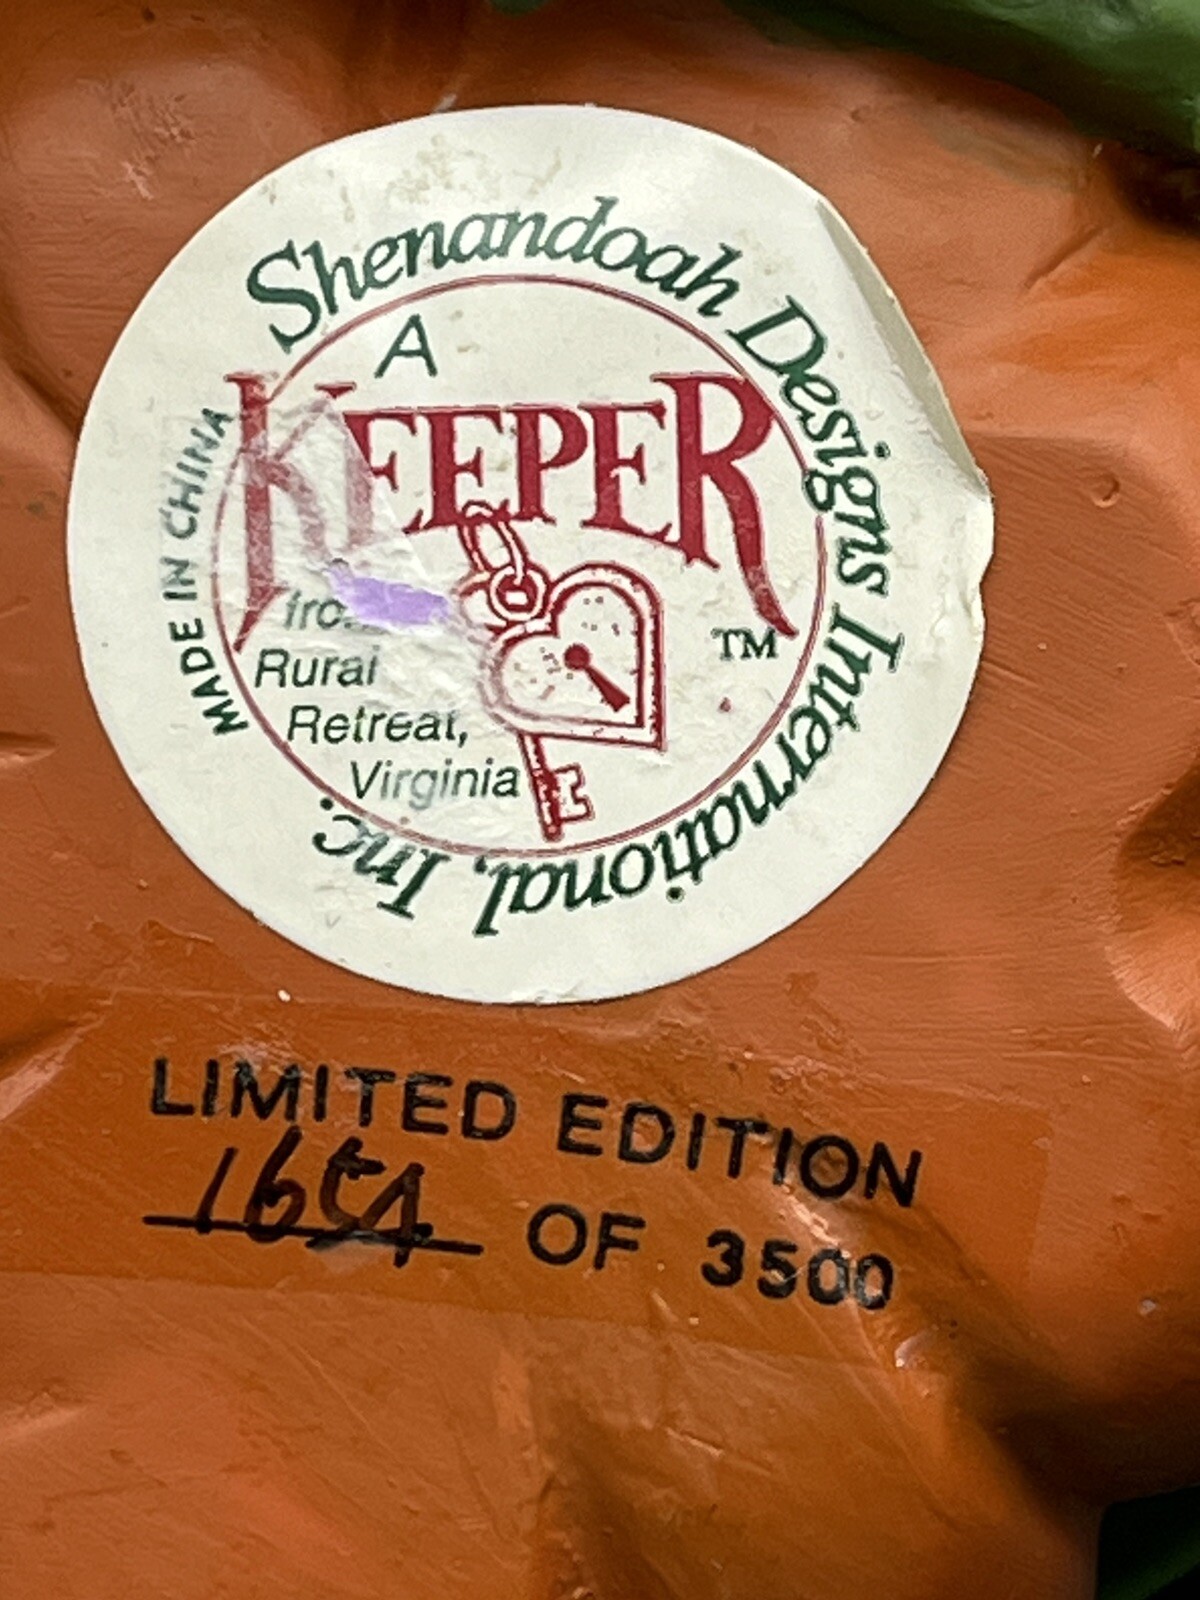 Shenandoah Designs International, Inc.
MADE IN CHINA
A
KEEPER
TM
Rural
Retreat,
Virginia
LIMITED EDITION
OF 3500